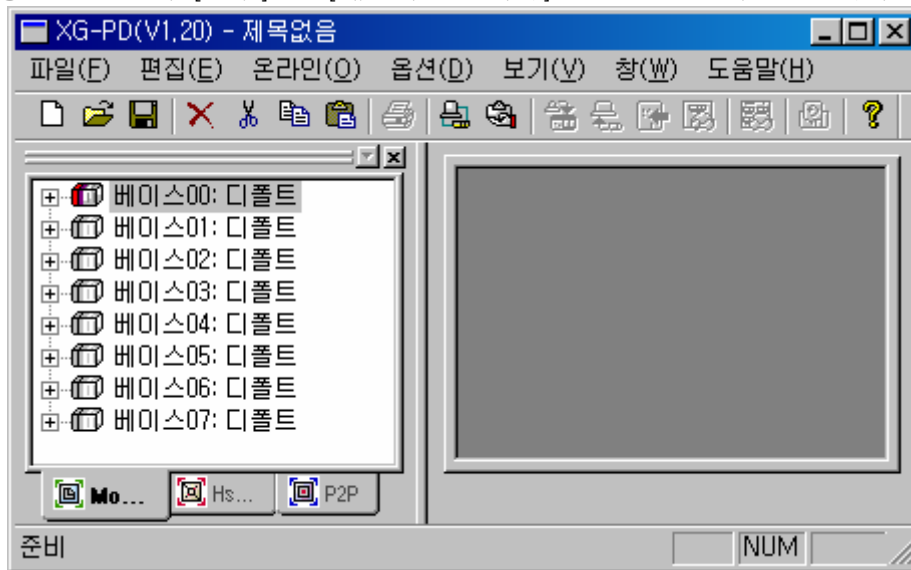 XG-PD(V1,20) - 제목없음
파일(F) 편집(E) 온라인(O) 옵션(D) 보기(V) 창(W) 도움말(H)
베이스00: 디폴트
베이스01: 디폴트
베이스02: 디폴트
베이스03: 디폴트
베이스04: 디폴트
베이스05: 디폴트
베이스06: 디폴트
베이스07: 디폴트
Mo... Hs... P2P
준비 NUM